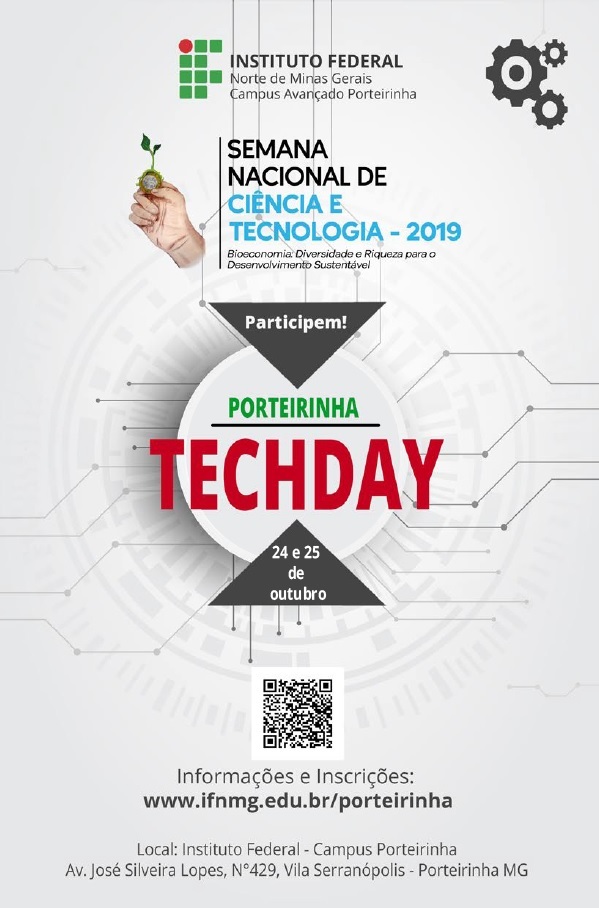 INSTITUTO FEDERAL
Norte de Minas Gerais
Campus Avançado Porteirinha
SEMANA
NACIONAL DE
CIÊNCIA E
TECNOLOGIA - 2019
Bioeconomia: Diversidade e Riqueza para o
Desenvolvimento Sustentável
Participem!
PORTEIRINHA
TECHDAY
24 e 25
de
outubro
Informações e Inscrições:
www.ifnmg.edu.br/porteirinha
Local: Instituto Federal - Campus Porteirinha
Av. José Silveira Lopes, N°429, Vila Serranópolis - Porteirinha MG